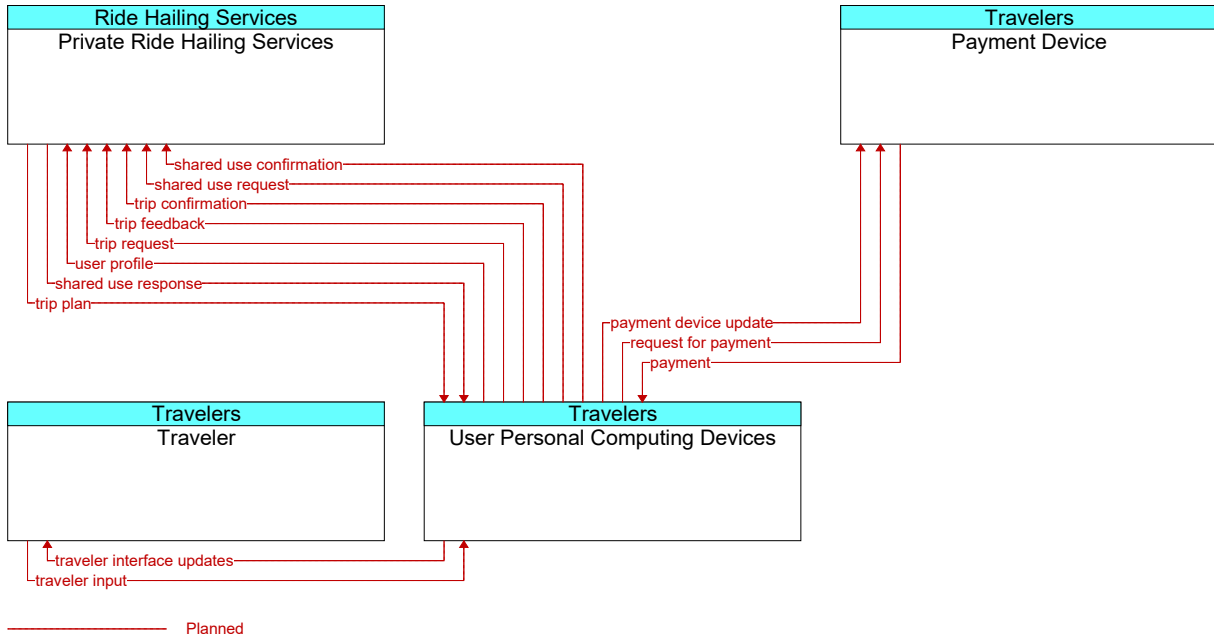 Ride Hailing Services
Private Ride Hailing Services
Travelers
Payment Device
shared use confirmation
shared use request
trip confirmation
trip feedback
trip request
user profile
shared use response
trip plan
payment device update
request for payment
payment
Travelers
Traveler
Travelers
User Personal Computing Devices
traveler interface updates
traveler input
Planned